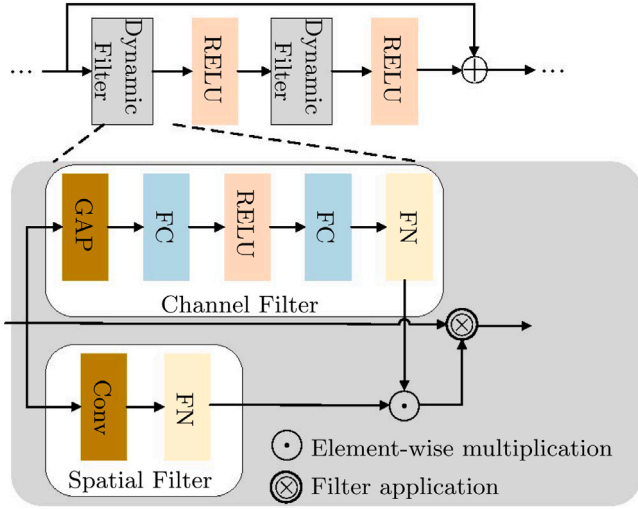 ...
Dynamic
Filter
RELU
Dynamic
Filter
RELU
...
GAP
FC
RELU
FC
FN
Channel Filter
Conv
FN
Spatial Filter
Element-wise multiplication
Filter application